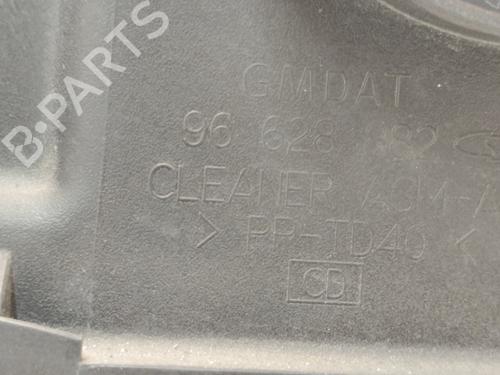 B-PARTS
GMDAT
96 628
CLEANER ASM-A
> PP-TD40 <
CD